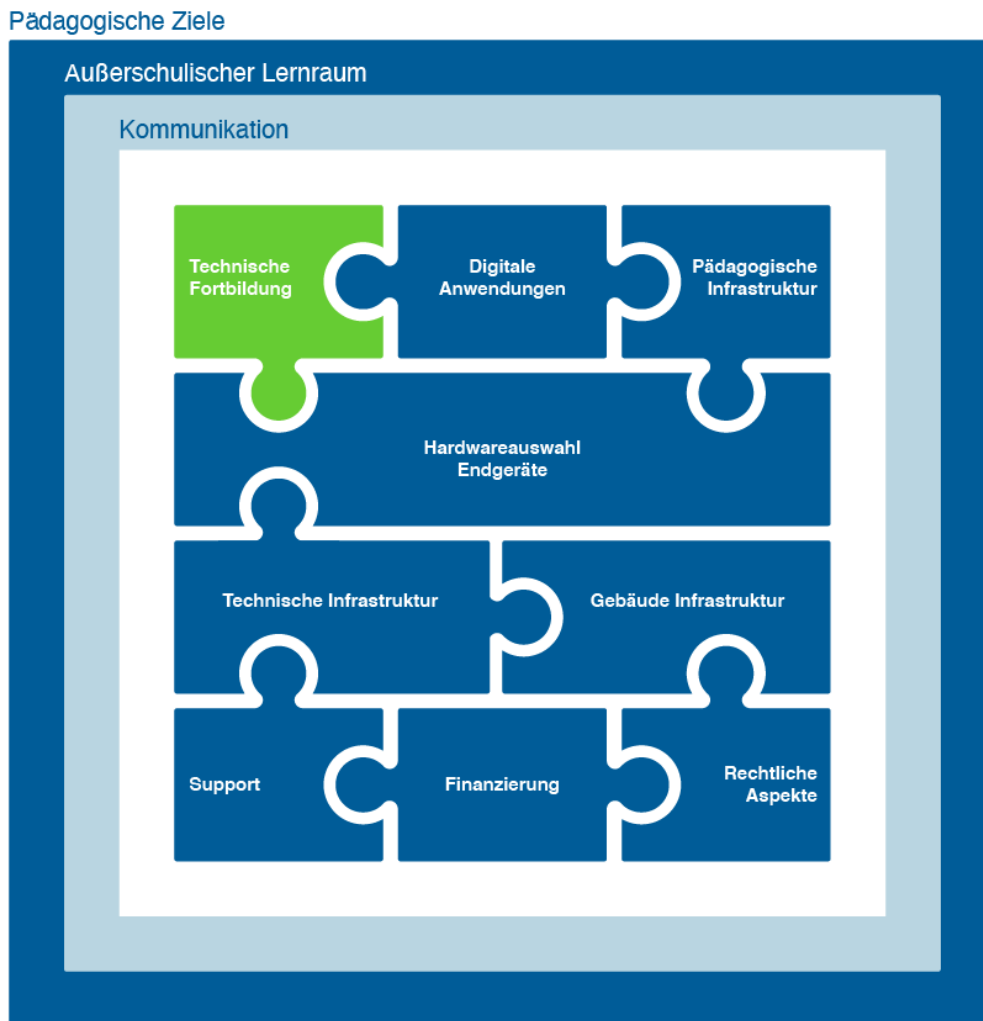 Pädagogische Ziele
Außerschulischer Lernraum
Kommunikation
Technische
Fortbildung
Digitale
Anwendungen
Pädagogische
Infrastruktur
Hardwareauswahl
Endgeräte
Technische Infrastruktur
Gebäude Infrastruktur
Support
Finanzierung
Rechtliche
Aspekte